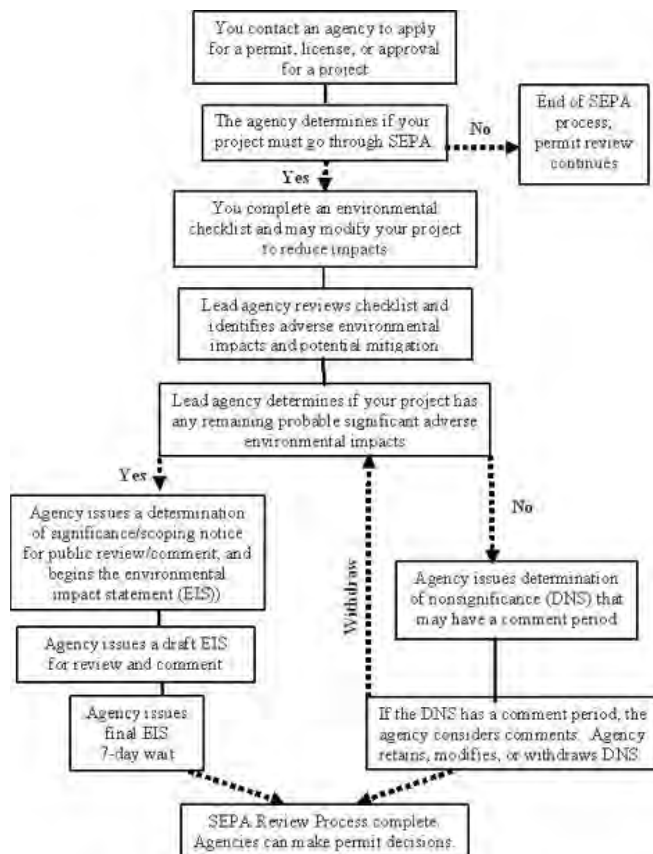 You contact an agency to apply
for a permit, license, or approval
for a project
The agency determines if your
project must go through SEPA
No
End of SEPA
process;
permit review
continues
Yes
You complete an environmental
checklist and may modify your project
to reduce impacts
Lead agency reviews checklist and
identifies adverse environmental
impacts and potential mitigation
Lead agency determines if your project has
any remaining probable significant adverse
environmental impacts
Yes
Agency issues a determination
of significance/scoping notice
for public review/comment, and
begins the environmental
impact statement (EIS))
Agency issues a draft EIS
for review and comment
Agency issues
final EIS
7-day wait
Withdraw
No
Agency issues determination
of nonsignificance (DNS) that
may have a comment period
If the DNS has a comment period, the
agency considers comments. Agency
retains, modifies, or withdraws DNS.
SEPA Review Process complete.
Agencies can make permit decisions.